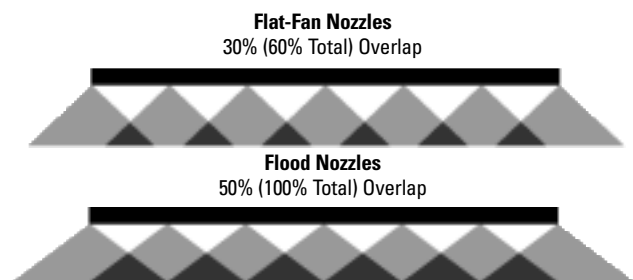 Flat-Fan Nozzles
30% (60% Total) Overlap
Flood Nozzles
50% (100% Total) Overlap